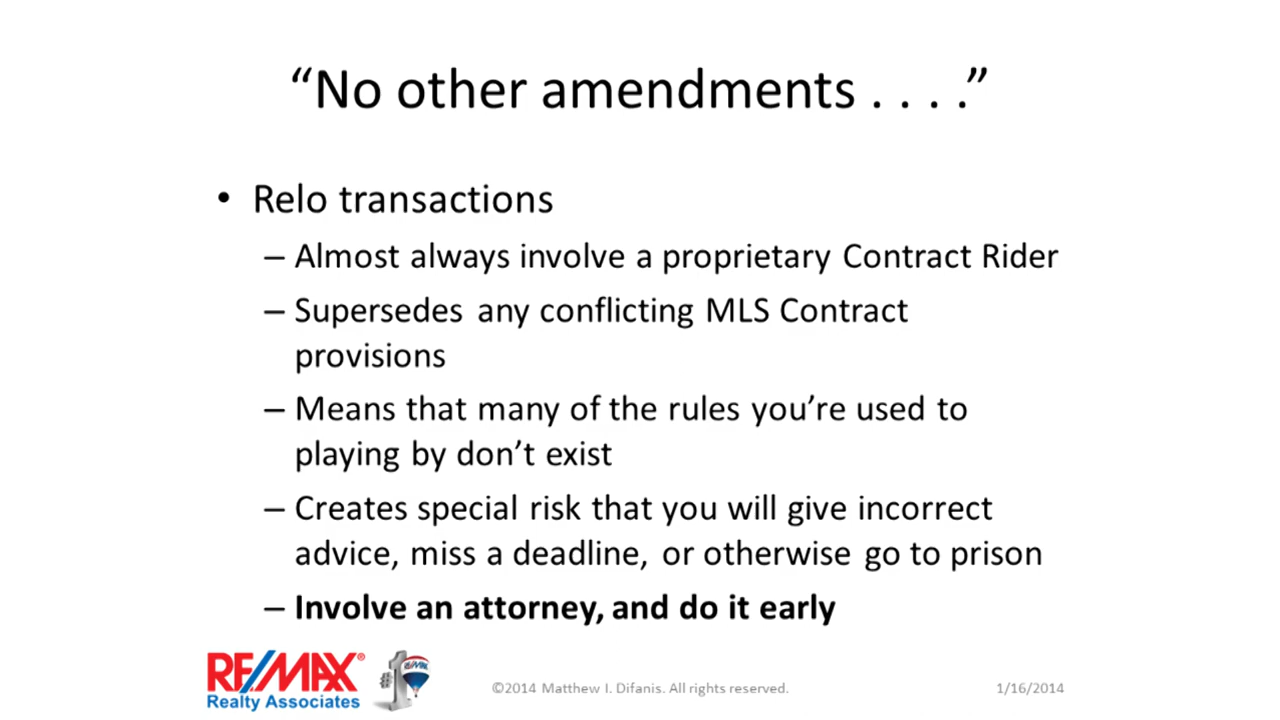 “No other amendments . . . .”
• Relo transactions
– Almost always involve a proprietary Contract Rider
– Supersedes any conflicting MLS Contract
provisions
– Means that many of the rules you’re used to
playing by don’t exist
– Creates special risk that you will give incorrect
advice, miss a deadline, or otherwise go to prison
– Involve an attorney, and do it early
RE/MAX®
Realty Associates
#1
RE/MAX
©2014 Matthew I. Difanis. All rights reserved.
1/16/2014